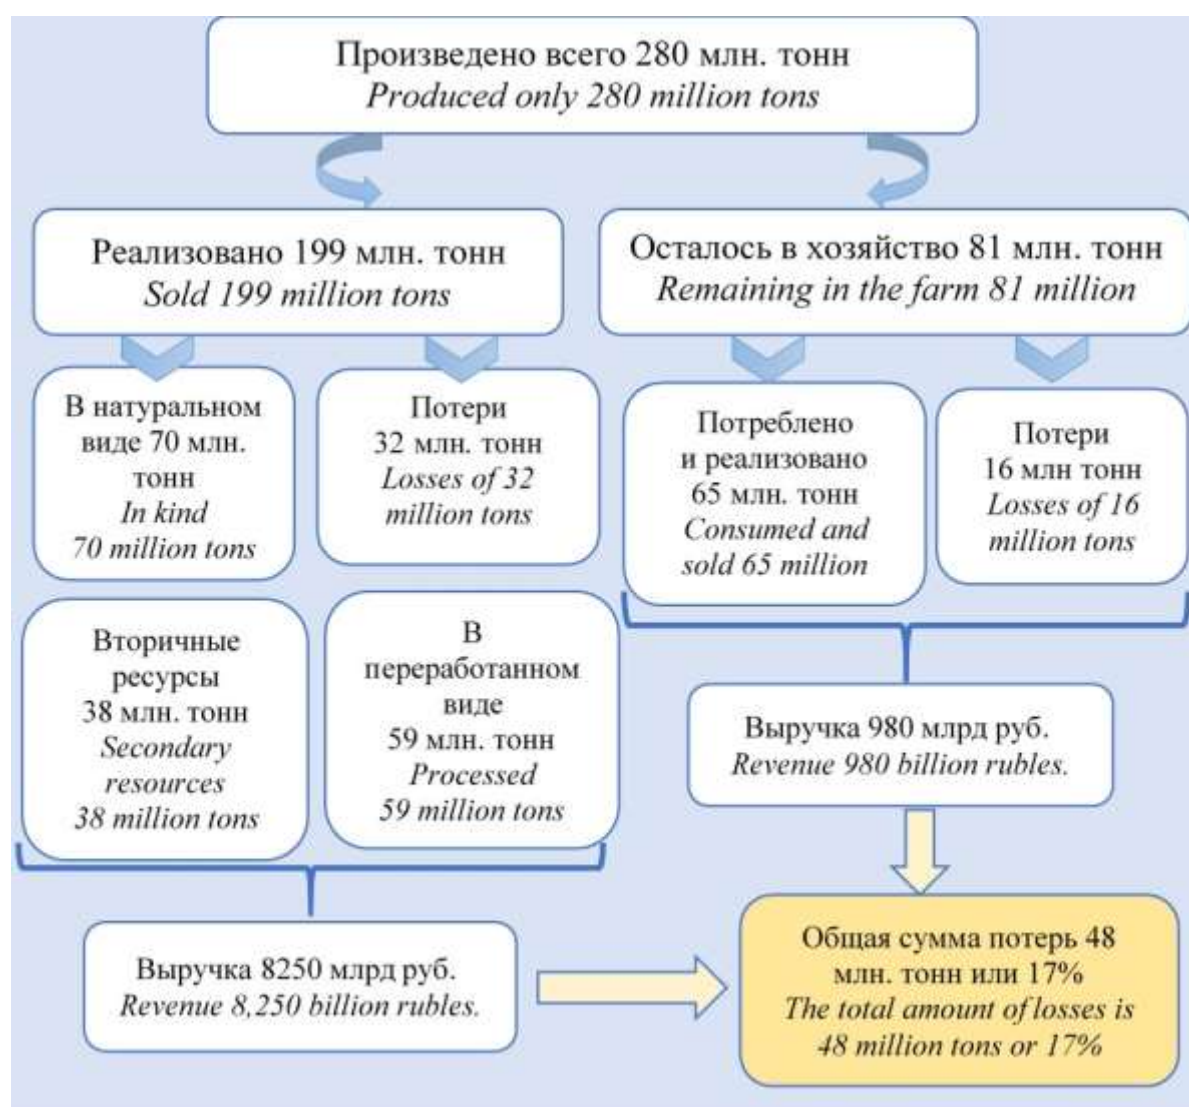 Произведено всего 280 млн. тонн
Produced only 280 million tons
Реализовано 199 млн. тонн
Sold 199 million tons
Осталось в хозяйство 81 млн. тонн
Remaining in the farm 81 million
В натуральном
виде 70 млн.
тонн
In kind
70 million tons
Потери
32 млн. тонн
Losses of 32
million tons
Потреблено
и реализовано
65 млн. тонн
Consumed and
sold 65 million
Потери
16 млн тонн
Losses of 16
million tons
Вторичные
ресурсы
38 млн. тонн
Secondary
resources
38 million tons
В
переработанном
виде
59 млн. тонн
Processed
59 million tons
Выручка 980 млрд руб.
Revenue 980 billion rubles.
Выручка 8250 млрд руб.
Revenue 8,250 billion rubles.
Общая сумма потерь 48
млн. тонн или 17%
The total amount of losses is
48 million tons or 17%